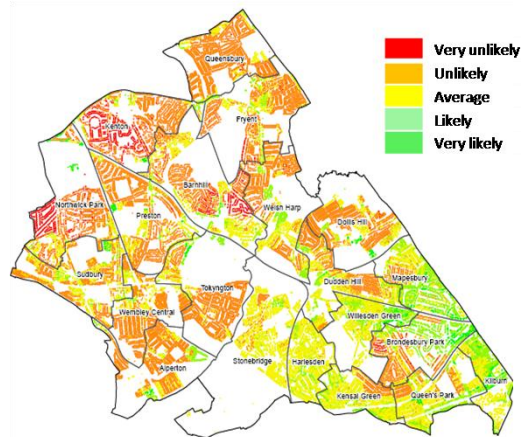 Very unlikely
Unlikely
Average
Likely
Very likely
Queensbury
Kenton
Fryent
Barnhill
Northwick Park
Preston
Welsh Harp
Dollis Hill
Sudbury
Dudden Hill
Mapesbury
Tokyngton
Wembley Central
Willesden Green
Brondesbury Park
Alperton
Stonebridge
Harlesden
Kilburn
Kensal Green
Queen's Park